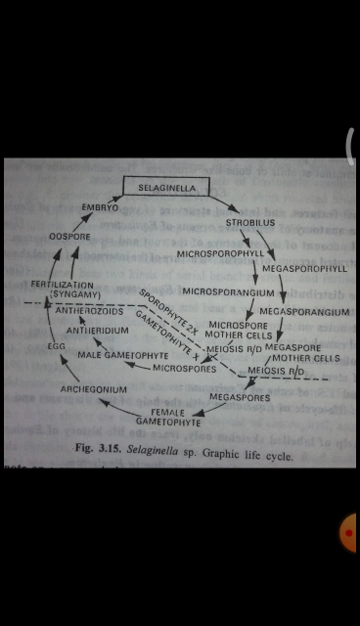 SELAGINELLA
EMBRYO
STROBILUS
OOSPORE
MICROSPOROPHYLL
MEGASPOROPHYLL
FERTILIZATION
(SYNGAMY)
MICROSPORANGIUM
MEGASPORANGIUM
SPOROPHYTE 2X
GAMETOPHYTE X
ANTHEROZOIDS
ANTHERIDIUM
MICROSPORE
MOTHER CELLS
MEIOSIS R/D
MEGASPORE
MOTHER CELLS
MEIOSIS R/D
EGG
MALE GAMETOPHYTE
MICROSPORES
ARCHEGONIUM
MEGASPORES
FEMALE
GAMETOPHYTE
Fig. 3.15. Selaginella sp. Graphic life cycle.